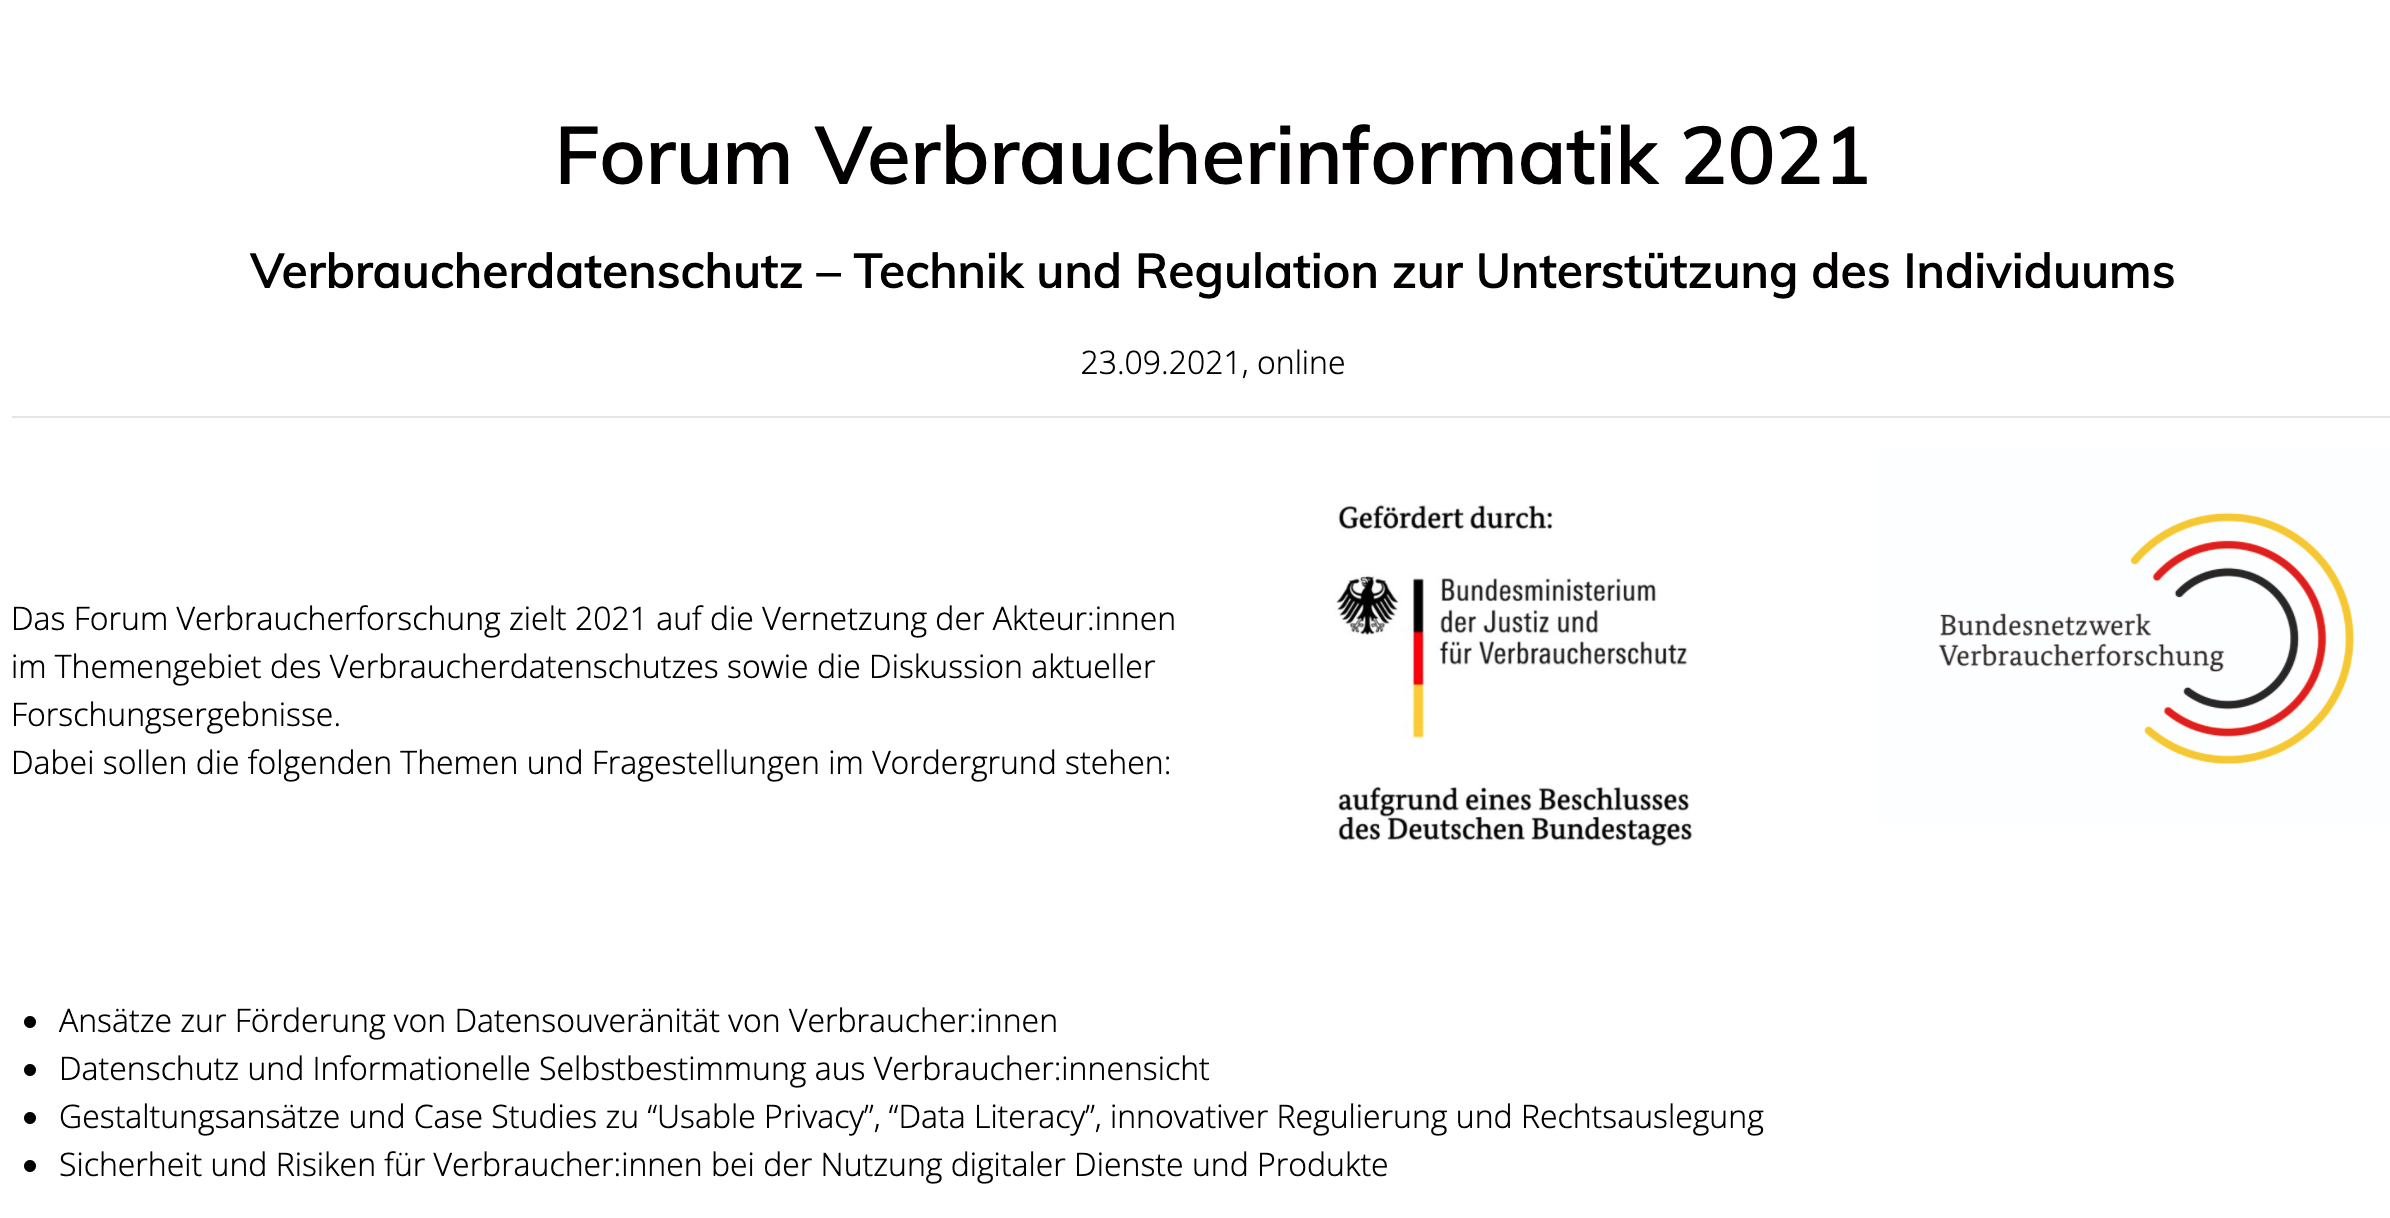 Forum Verbraucherinformatik 2021
Verbraucherdatenschutz – Technik und Regulation zur Unterstützung des Individuums
23.09.2021, online
Das Forum Verbraucherforschung zielt 2021 auf die Vernetzung der Akteur:innen
im Themengebiet des Verbraucherdatenschutzes sowie die Diskussion aktueller
Forschungsergebnisse.
Dabei sollen die folgenden Themen und Fragestellungen im Vordergrund stehen:
Gefördert durch:
Bundesministerium
der Justiz und
für Verbraucherschutz
aufgrund eines Beschlusses
des Deutschen Bundestages
Bundesnetzwerk
Verbraucherforschung
• Ansätze zur Förderung von Datensouveränität von Verbraucher:innen
• Datenschutz und Informationelle Selbstbestimmung aus Verbraucher:innensicht
• Gestaltungsansätze und Case Studies zu “Usable Privacy”, “Data Literacy”, innovativer Regulierung und Rechtsauslegung
• Sicherheit und Risiken für Verbraucher:innen bei der Nutzung digitaler Dienste und Produkte